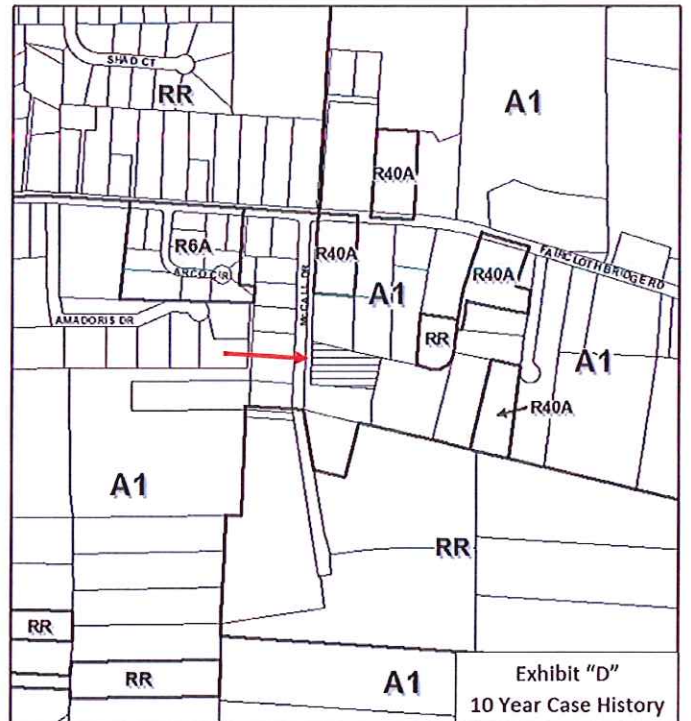 SHAD CT
RR
A1
R40A
R6A
R40A
FAIRCLOTH BRIDGE RD
ARCO CIR
McCALL DR
A1
R40A
AMADORIS DR
RR
A1
R40A
A1
RR
RR
RR
A1
Exhibit "D"
10 Year Case History